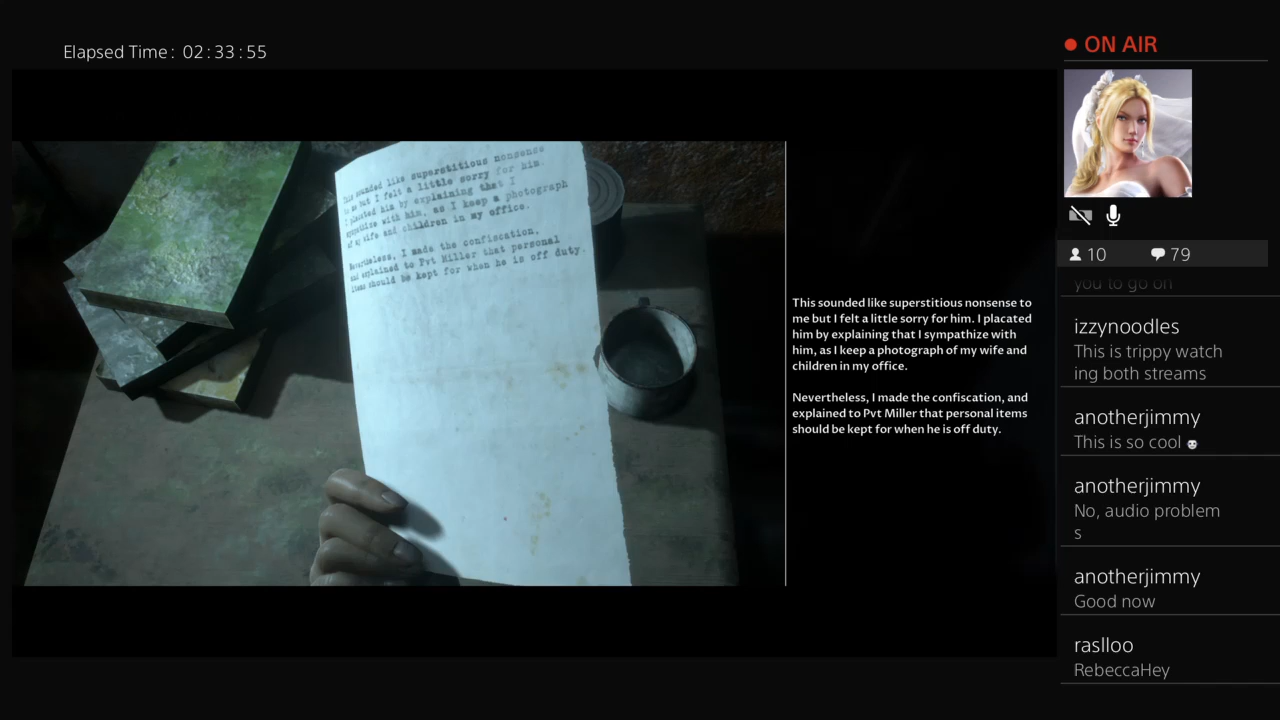 Elapsed Time: 02:33:55
This sounded like superstitious nonsense
to me but I felt a little sorry for him.
I placated him by explaining that I
sympathize with him, as I keep a photograph
of my wife and children in my office.
Nevertheless, I made the confiscation,
and explained to Pvt Miller that personal
items should be kept for when he is off duty.
This sounded like superstitious nonsense to
me but I felt a little sorry for him. I placated
him by explaining that I sympathize with
him, as I keep a photograph of my wife and
children in my office.
Nevertheless, I made the confiscation, and
explained to Pvt Miller that personal items
should be kept for when he is off duty.
ON AIR
10
79
you to go on
izzynoodles
This is trippy watch
ing both streams
anotherjimmy
This is so cool
anotherjimmy
No, audio problem
s
anotherjimmy
Good now
raslloo
RebeccaHey